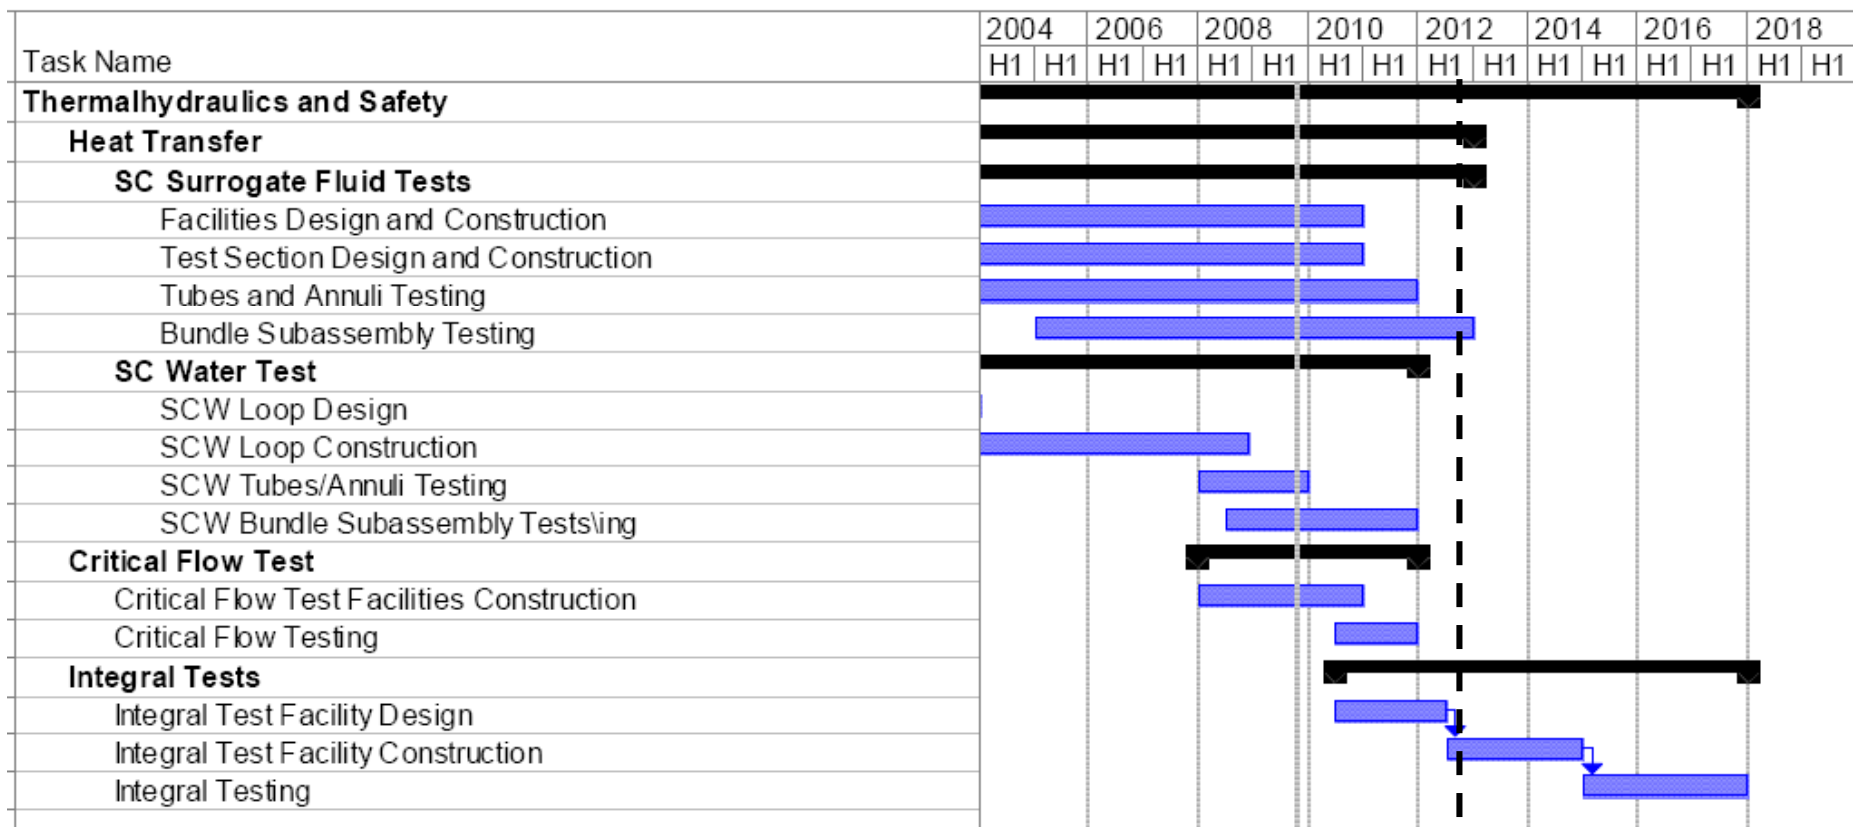 2004 2006 2008 2010 2012 2014 2016 2018
Task Name H1 H1 H1 H1 H1 H1 H1 H1 H1 H1 H1 H1 H1 H1 H1 H1
Thermalhydraulics and Safety
Heat Transfer
SC Surrogate Fluid Tests
Facilities Design and Construction
Test Section Design and Construction
Tubes and Annuli Testing
Bundle Subassembly Testing
SC Water Test
SCW Loop Design
SCW Loop Construction
SCW Tubes/Annuli Testing
SCW Bundle Subassembly Tests\ing
Critical Flow Test
Critical Flow Test Facilities Construction
Critical Flow Testing
Integral Tests
Integral Test Facility Design
Integral Test Facility Construction
Integral Testing